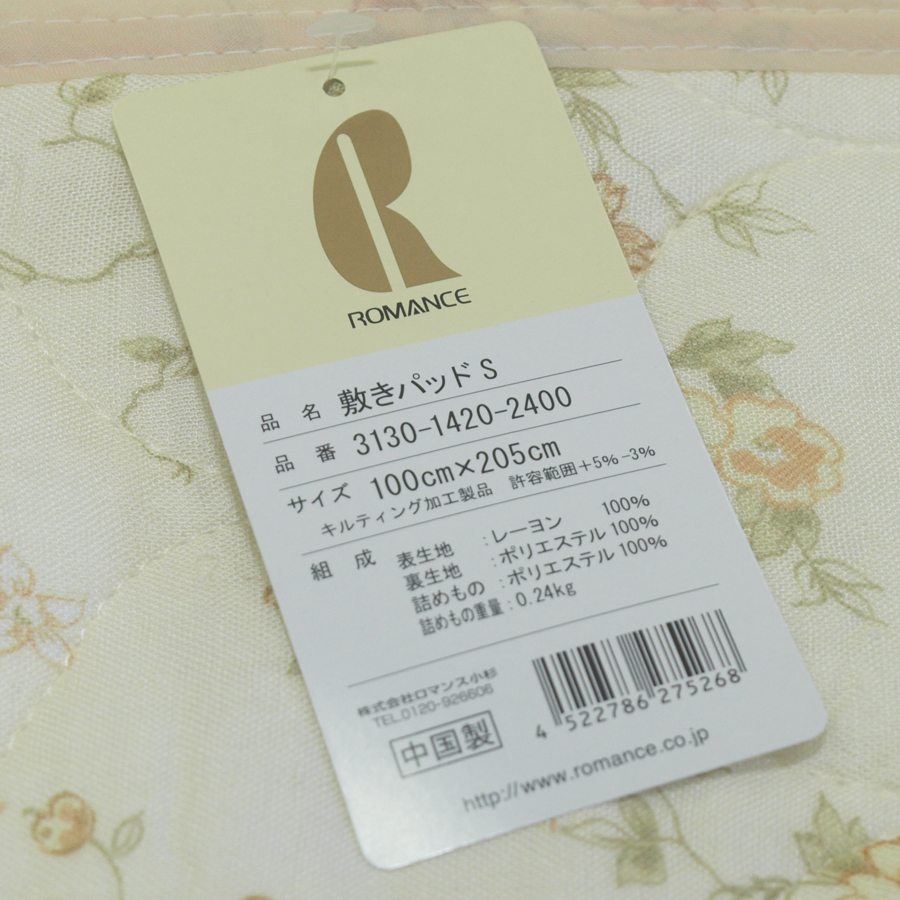 ROMANCE
品 名 敷きパッド S
品 番 3130-1420-2400
サイズ 100cm×205cm
キルティング加工製品 許容範囲+5% -3%
組 成 表生地 : レーヨン 100%
裏生地 : ポリエステル 100%
詰めもの : ポリエステル 100%
詰めもの重量 : 0.24kg
株式会社ロマンス小杉
TEL.0120-926606
中国製
4 522786 275268
http://www.romance.co.jp